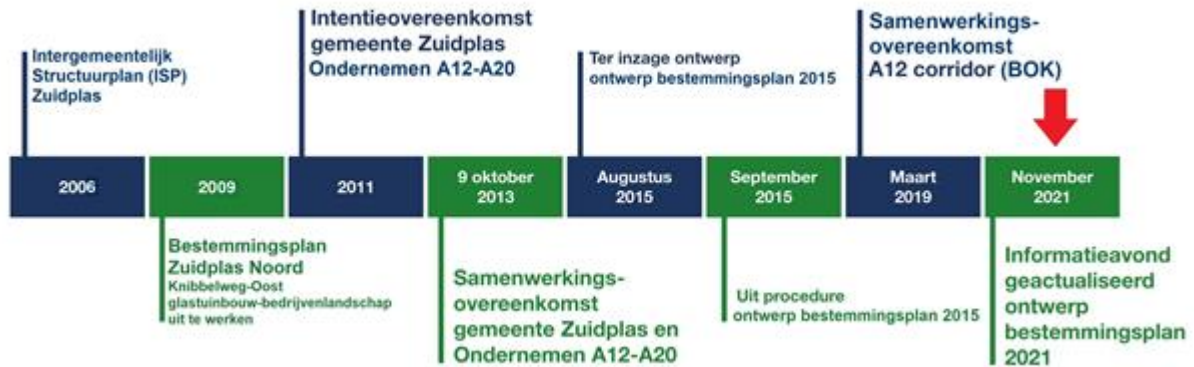 Intergemeentelijk
Structuurplan (ISP)
Zuidplas
Intentieovereenkomst
gemeente Zuidplas
Ondernemen A12-A20
Ter inzage ontwerp
ontwerp bestemmingsplan 2015
Samenwerkings-
overeenkomst
A12 corridor (BOK)
2006
2009
2011
9 oktober
2013
Augustus
2015
September
2015
Maart
2019
November
2021
Bestemmingsplan
Zuidplas Noord
Knibbelweg-Oost
glastuinbouw-bedrijvenlandschap
uit te werken
Samenwerkings-
overeenkomst
gemeente Zuidplas en
Ondernemen A12-A20
Uit procedure
ontwerp bestemmingsplan 2015
Informatieavond
geactualiseerd
ontwerp
bestemmingsplan
2021